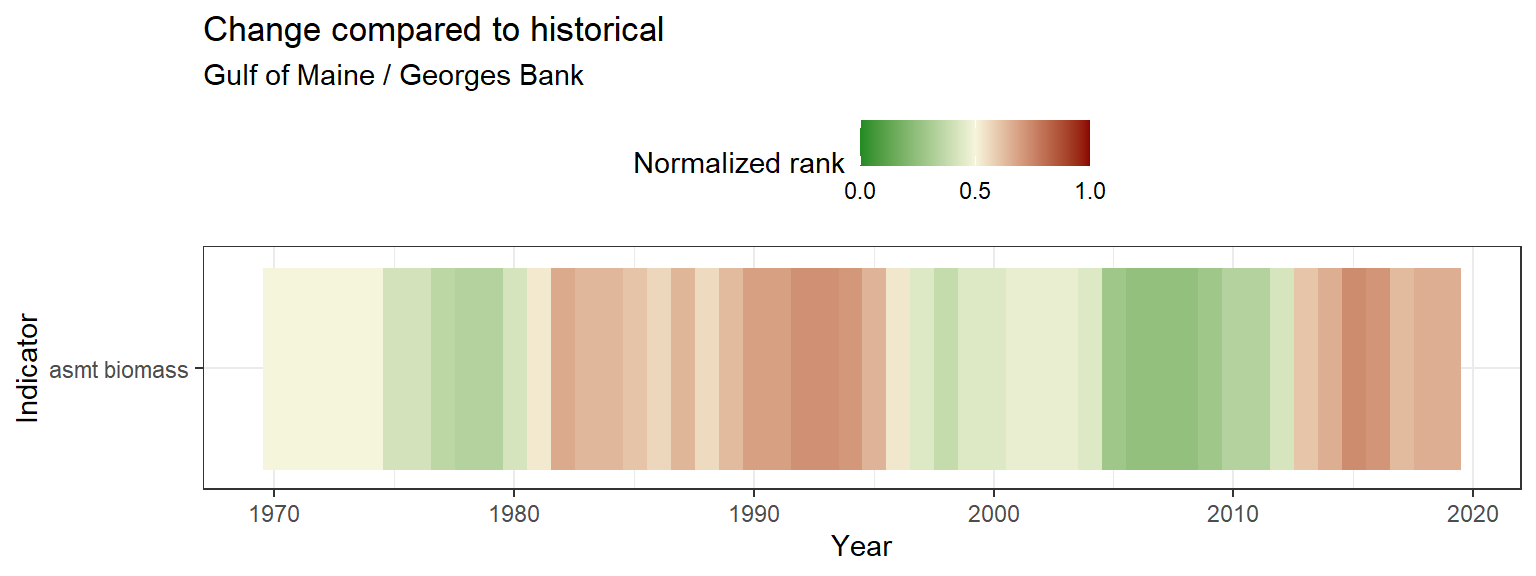 Change compared to historical
Gulf of Maine / Georges Bank
Normalized rank
0.0 0.5 1.0
Indicator
asmt biomass
1970 1980 1990 2000 2010 2020
Year